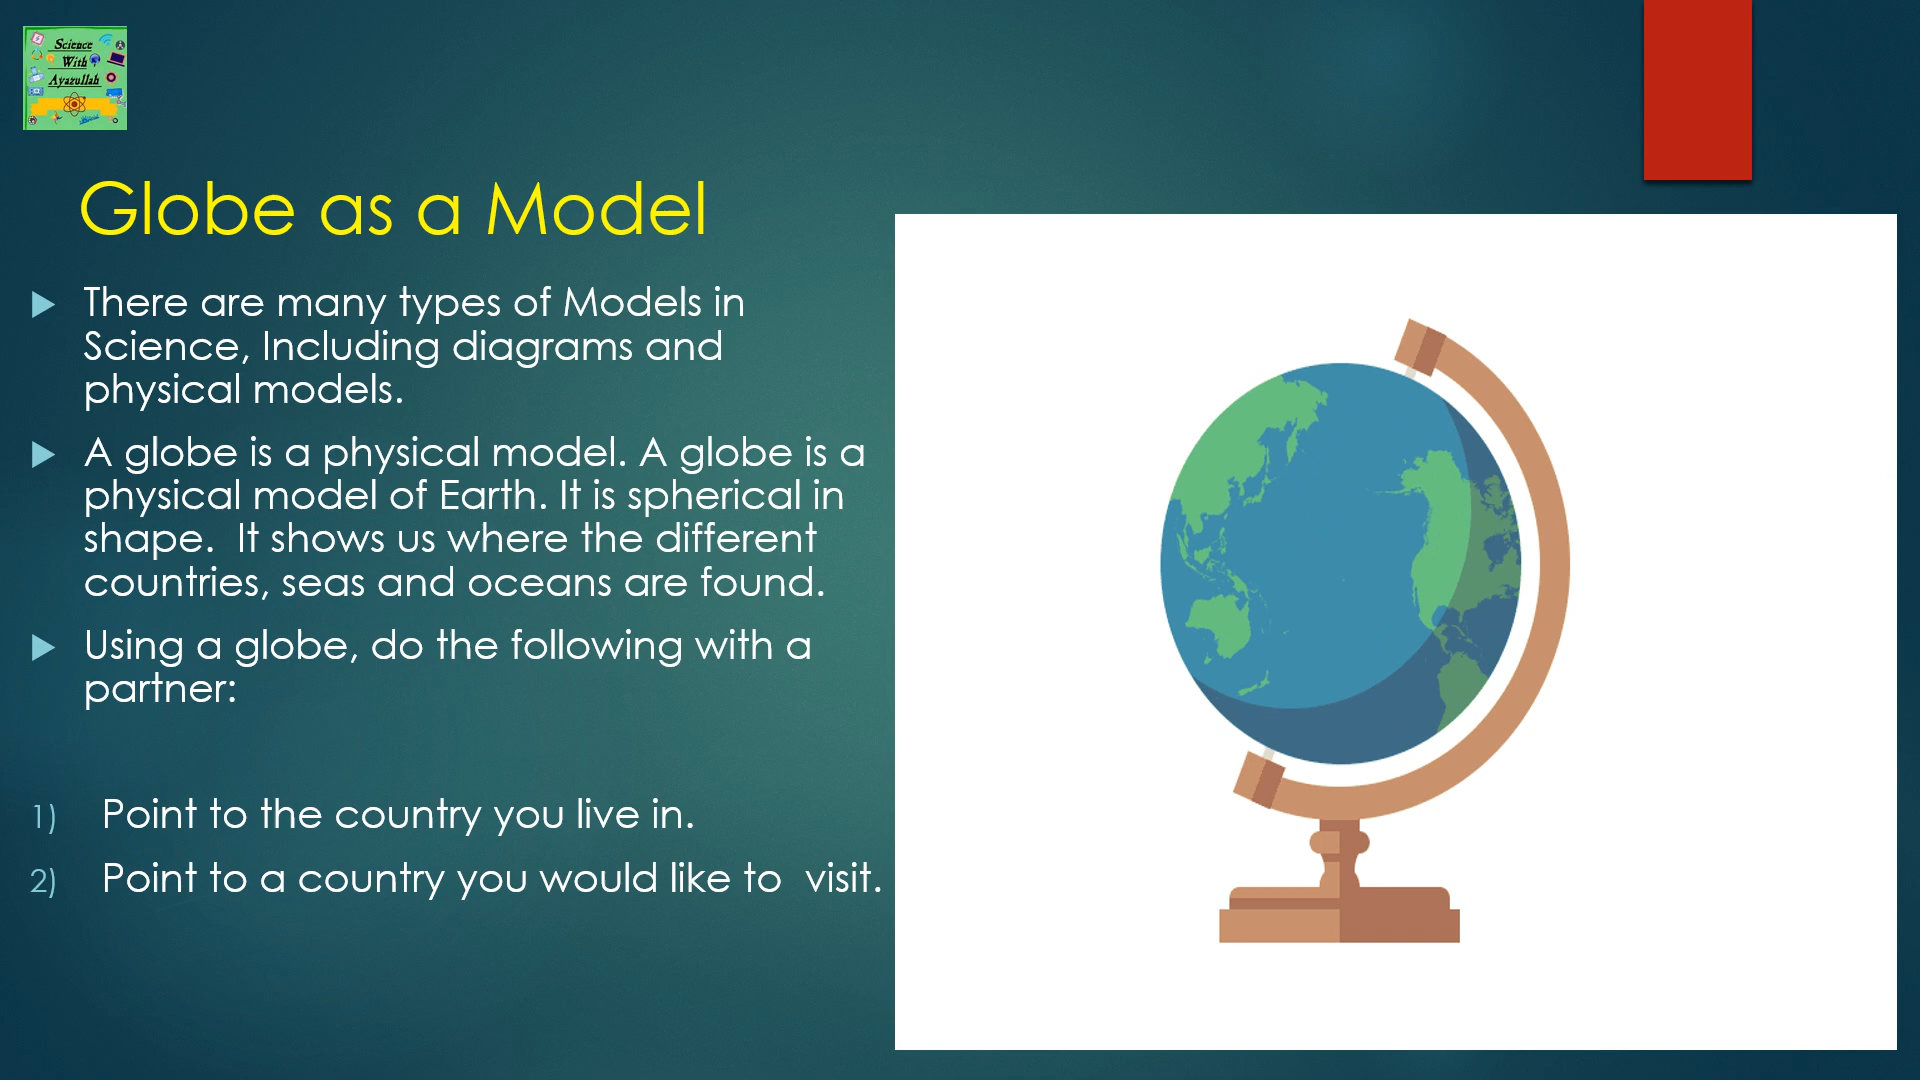 Science
With
Ayazullah
Globe as a Model
There are many types of Models in
Science, Including diagrams and
physical models.
A globe is a physical model. A globe is a
physical model of Earth. It is spherical in
shape.  It shows us where the different
countries, seas and oceans are found.
Using a globe, do the following with a
partner:
1) Point to the country you live in.
2) Point to a country you would like to  visit.